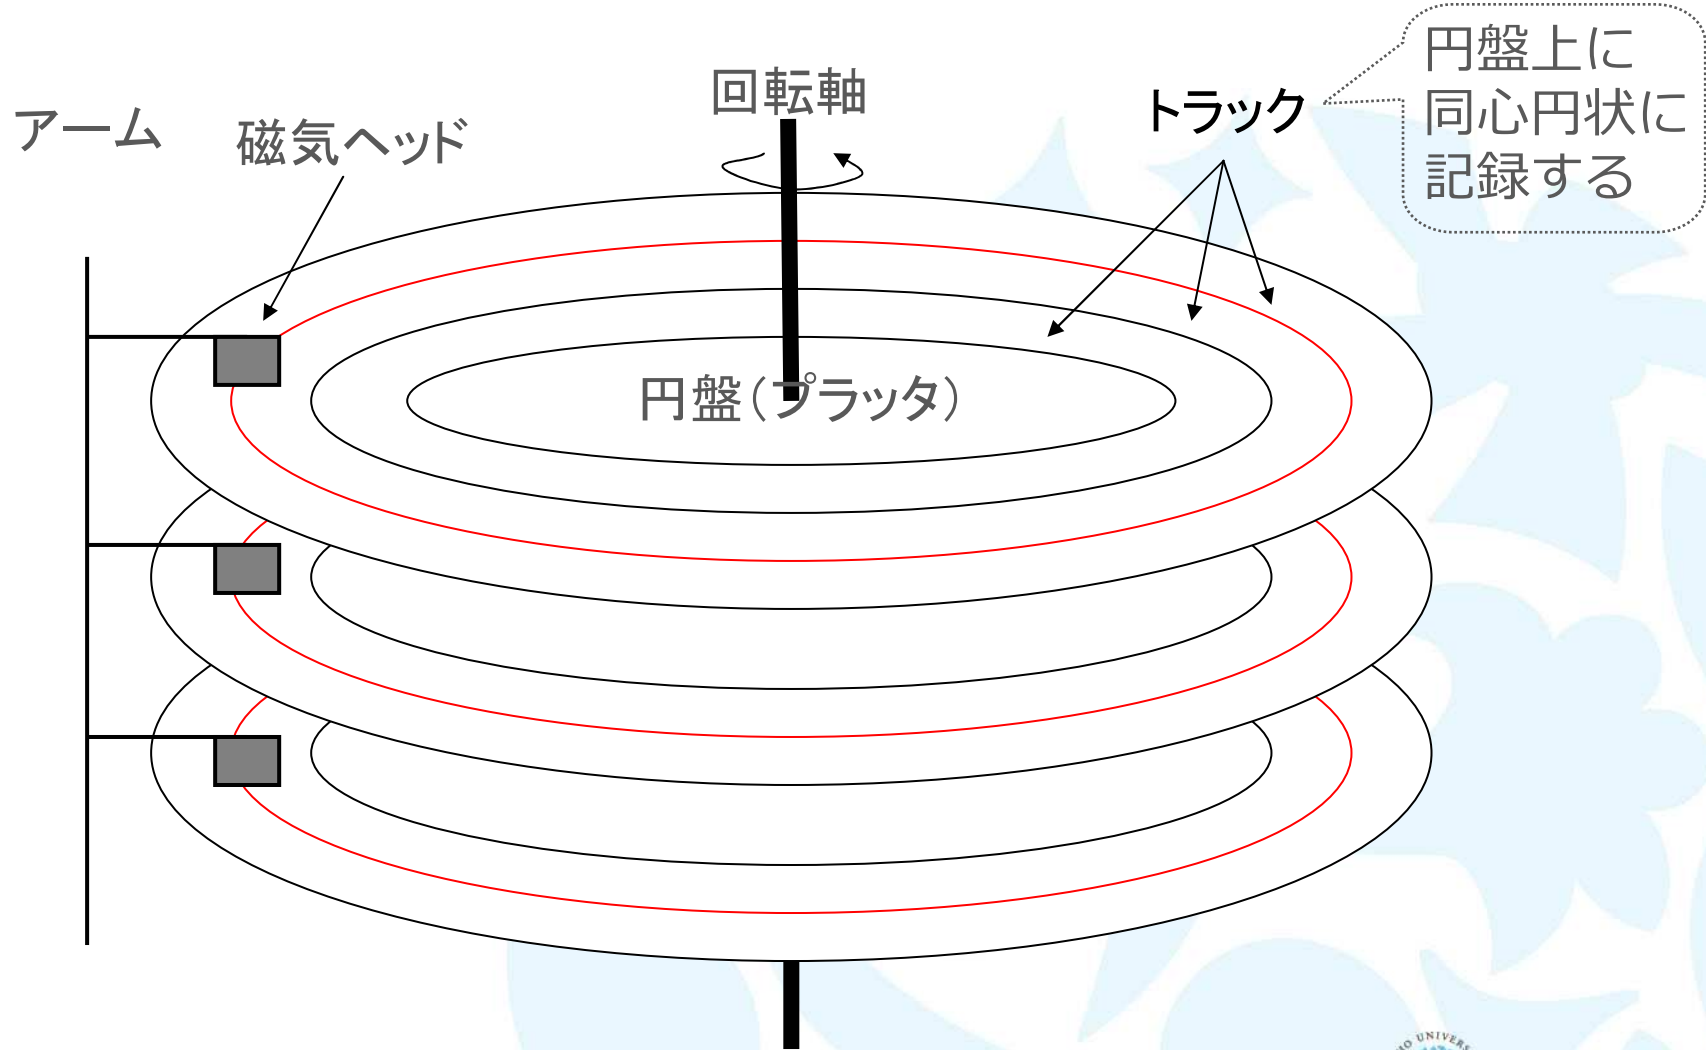 アーム
磁気ヘッド
回転軸
トラック
円盤上に
同心円状に
記録する
円盤(プラッタ)